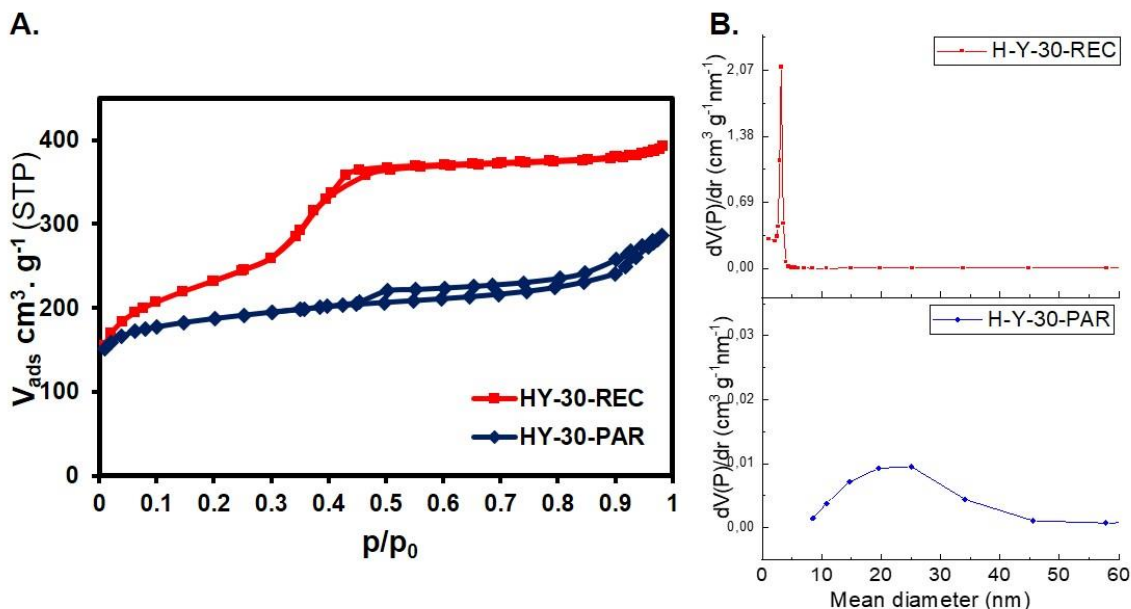 A.
V_ads cm³. g⁻¹ (STP)
400
300
200
100
0
0 0.1 0.2 0.3 0.4 0.5 0.6 0.7 0.8 0.9 1
p/p₀
HY-30-REC
HY-30-PAR
B.
H-Y-30-REC
dV(P)/dr (cm³ g⁻¹nm⁻¹)
2,07
1,38
0,69
0,00
H-Y-30-PAR
dV(P)/dr (cm³ g⁻¹nm⁻¹)
0,03
0,02
0,01
0,00
0 10 20 30 40 50 60
Mean diameter (nm)